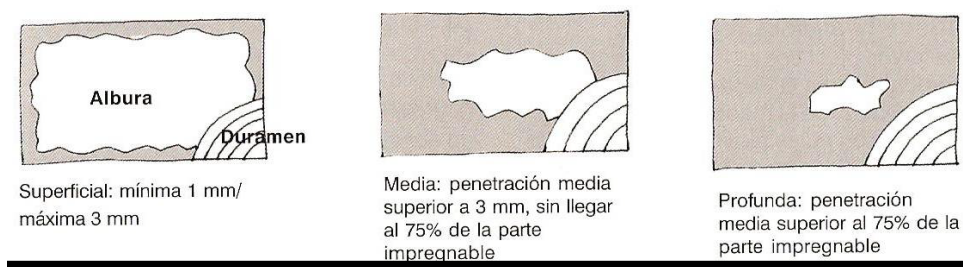 Albura
Duramen
Superficial: mínima 1 mm/
máxima 3 mm
Media: penetración media
superior a 3 mm, sin llegar
al 75% de la parte
impregnable
Profunda: penetración
media superior al 75% de la
parte impregnable